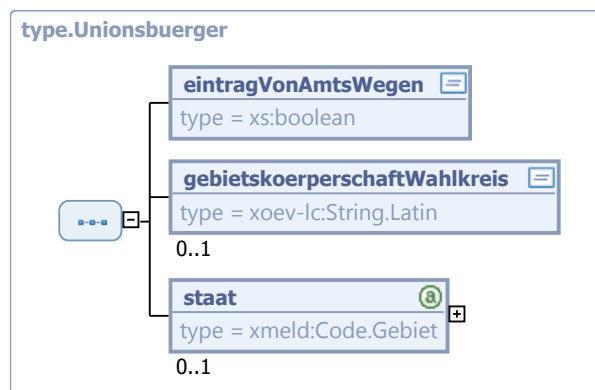 type.Unionsbuerger
eintragVonAmtsWegen
type = xs:boolean
gebietskoerperschaftWahlkreis
type = xoev-lc:String.Latin
0..1
staat
type = xmeld:Code.Gebiet
0..1